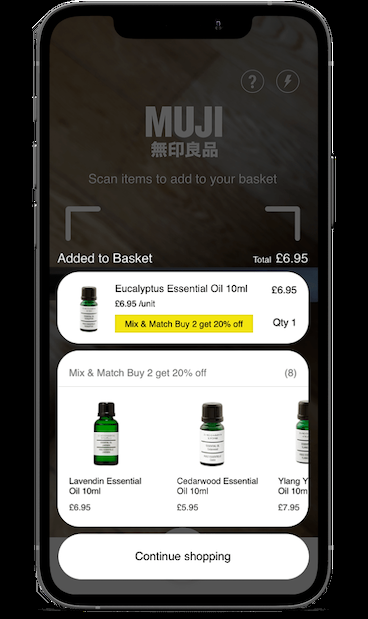 ?
MUJI
無印良品
Scan items to add to your basket
Added to Basket Total £6.95
Eucalyptus Essential Oil 10ml £6.95
£6.95 /unit
Mix & Match Buy 2 get 20% off Qty 1
Mix & Match Buy 2 get 20% off (8)
Lavendin Essential
Oil 10ml
£6.95
Cedarwood Essential
Oil 10ml
£5.95
Ylang Y
Oil 10m
£7.95
Continue shopping